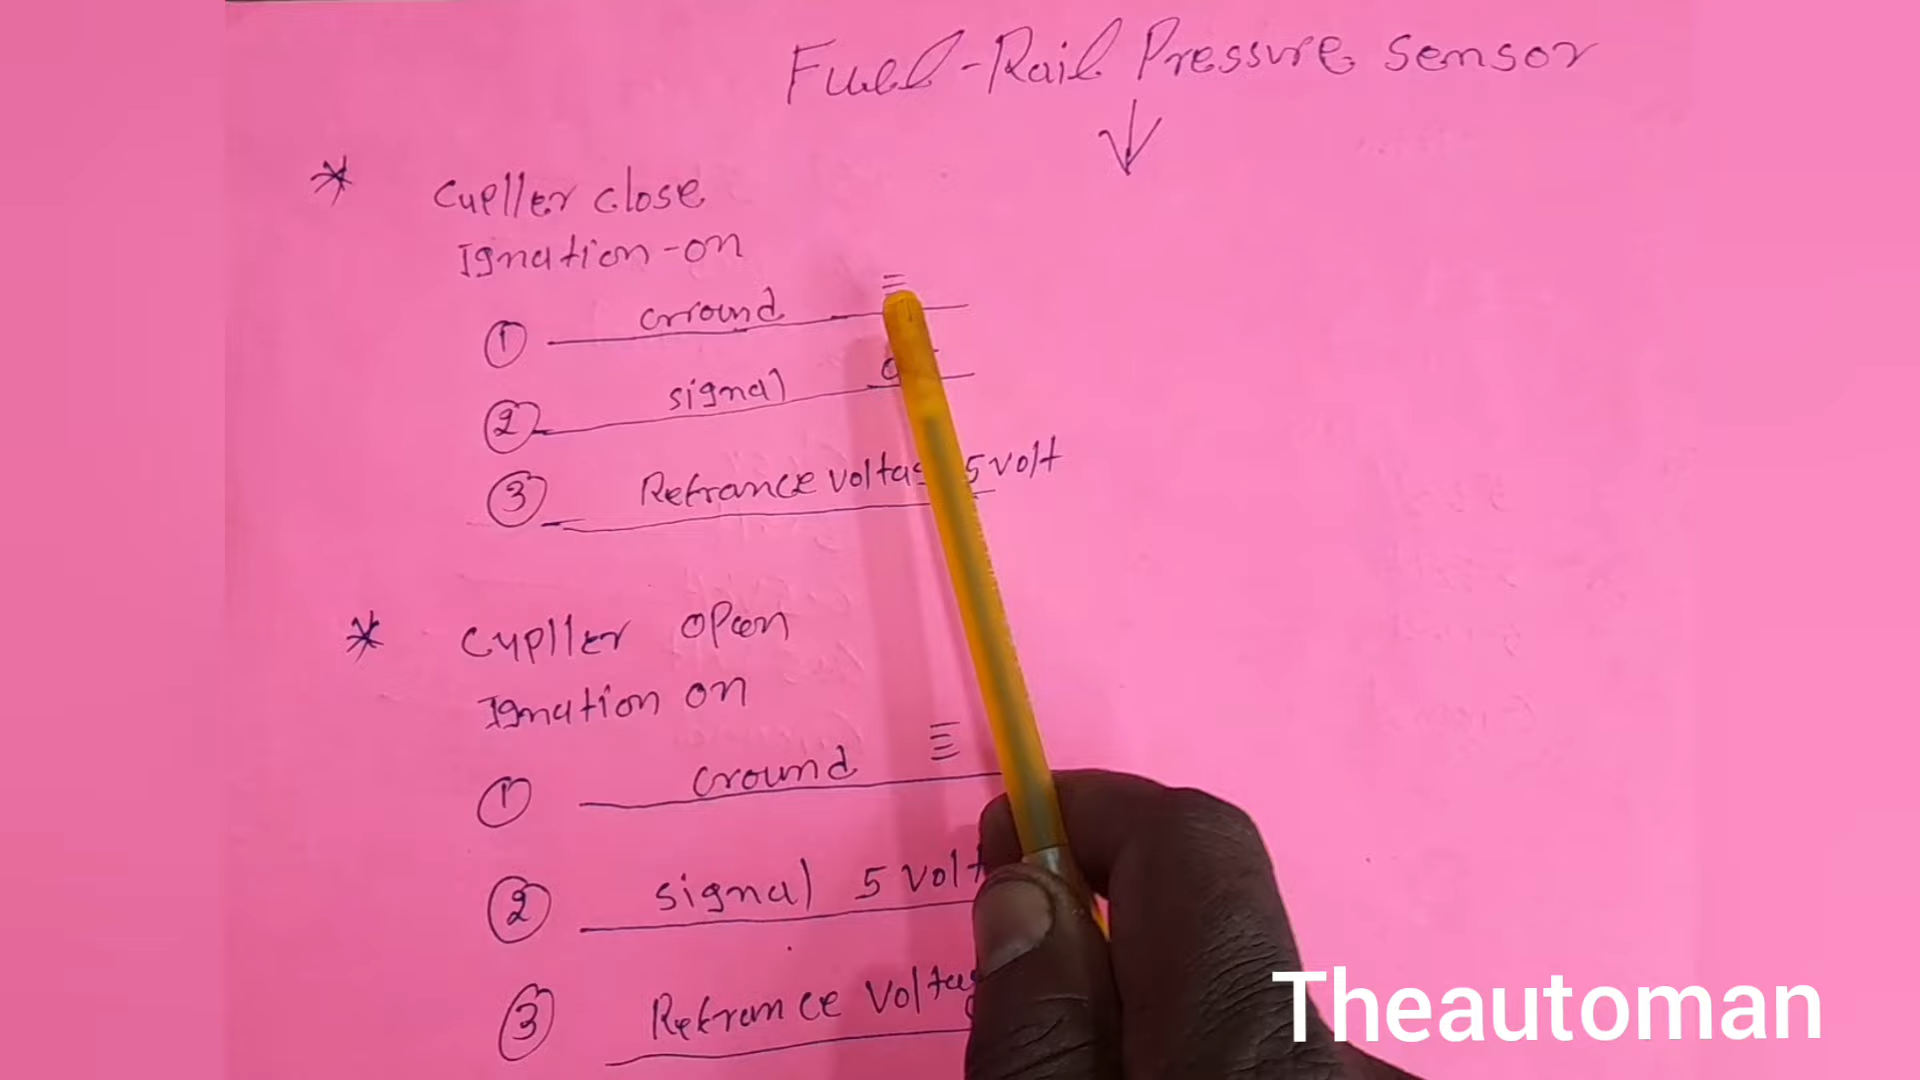 Fuel-Rail Pressure sensor
* Cupller close
Ignation-on
① Ground
② signal
③ Refrance voltag 5 volt
* Cupller open
Ignation on
① Ground
② signal 5 volt
③ Refrance Voltag
Theautoman